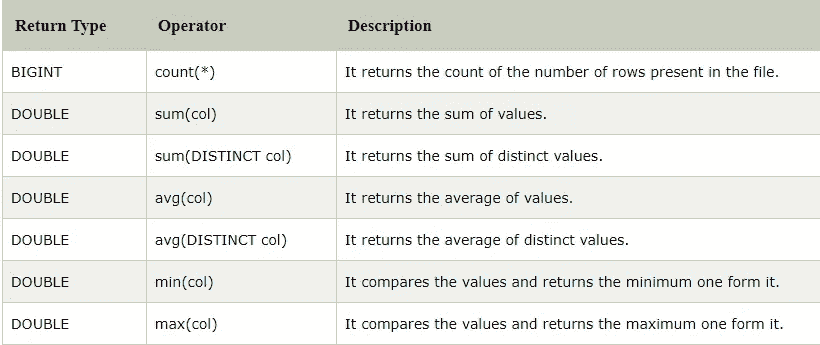 Return Type Operator Description
BIGINT count(*) It returns the count of the number of rows present in the file.
DOUBLE sum(col) It returns the sum of values.
DOUBLE sum(DISTINCT col) It returns the sum of distinct values.
DOUBLE avg(col) It returns the average of values.
DOUBLE avg(DISTINCT col) It returns the average of distinct values.
DOUBLE min(col) It compares the values and returns the minimum one form it.
DOUBLE max(col) It compares the values and returns the maximum one form it.